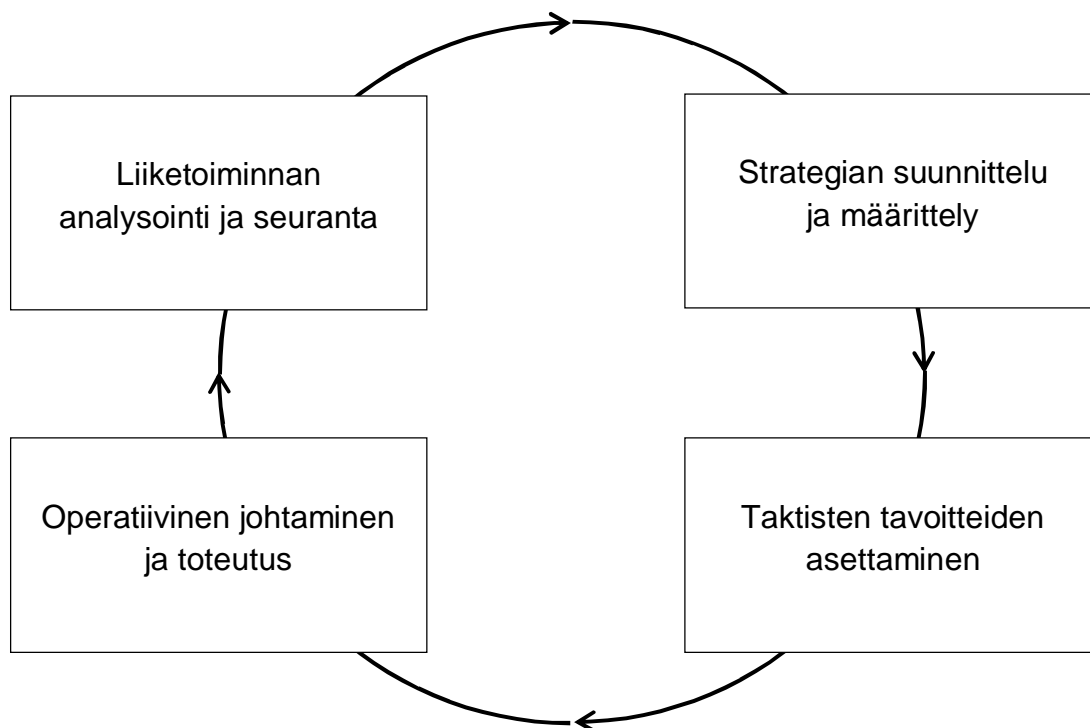 Liiketoiminnan
analysointi ja seuranta
Strategian suunnittelu
ja määrittely
Operatiivinen johtaminen
ja toteutus
Taktisten tavoitteiden
asettaminen